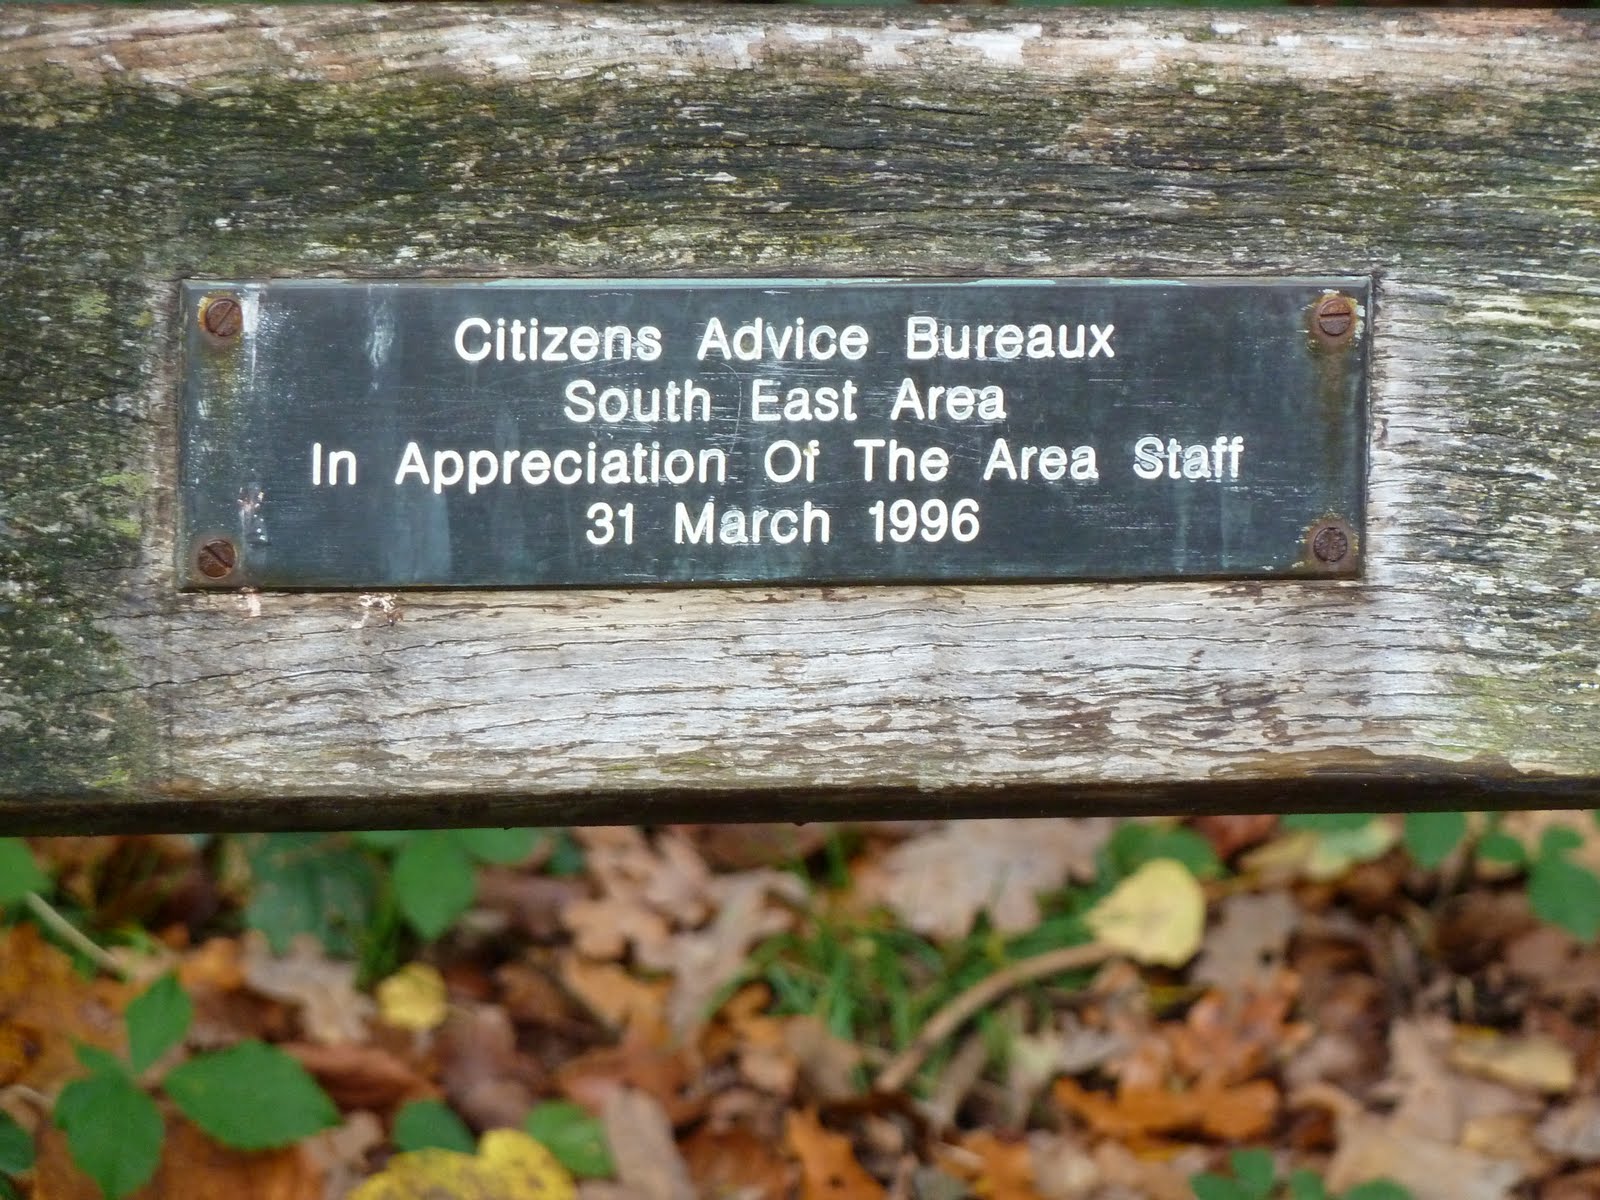 Citizens Advice Bureaux
South East Area
In Appreciation Of The Area Staff
31 March 1996